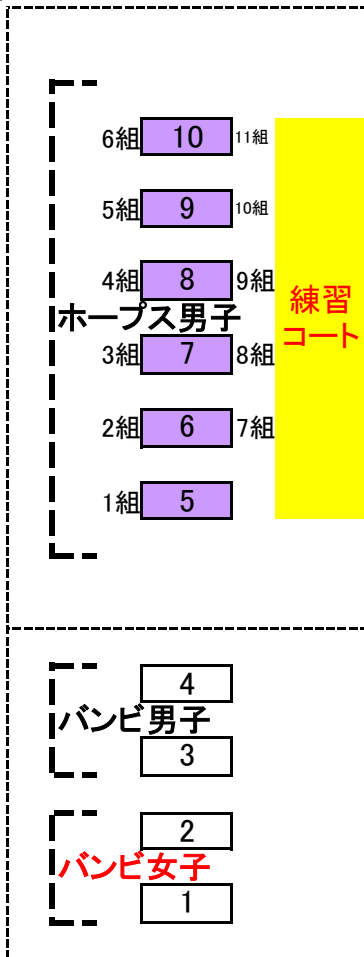 6組 10 11組
5組 9 10組
4組 8 9組
ホープス男子
練習
コート
3組 7 8組
2組 6 7組
1組 5
4
バンビ男子
3
2
バンビ女子
1